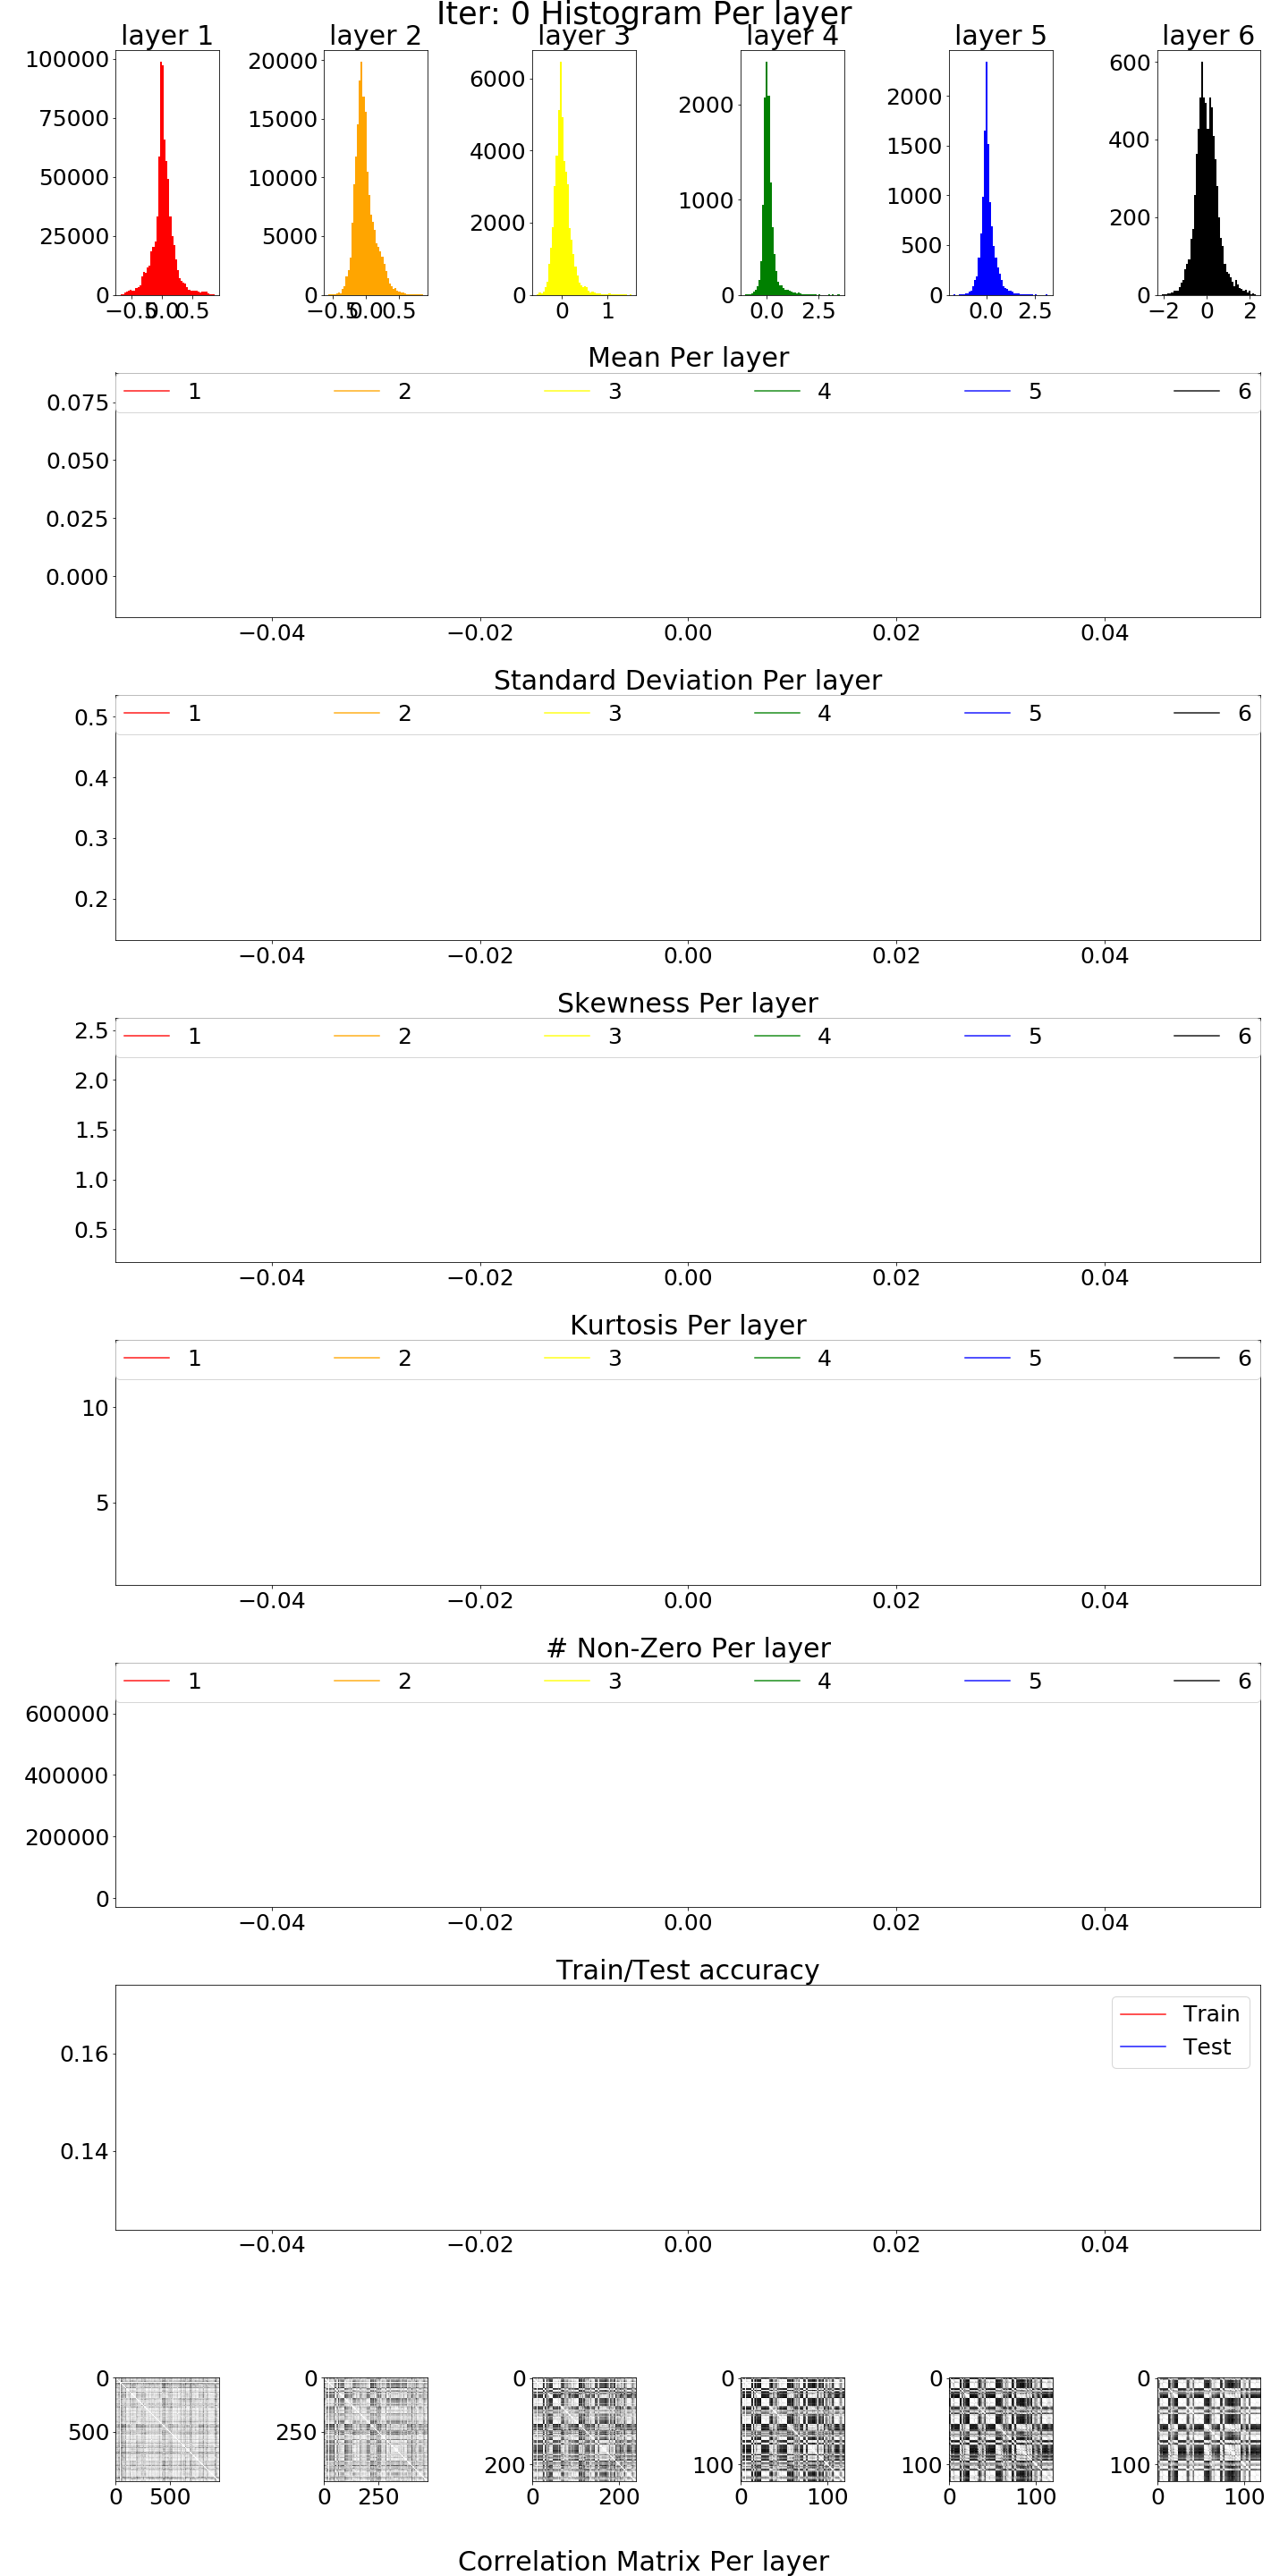 Iter: 0 Histogram Per layer
layer 1 layer 2 layer 3 layer 4 layer 5 layer 6
100000 75000 50000 25000 0
−0.5 0.0 0.5
20000 15000 10000 5000 0
−0.5 0.0 0.5
6000 4000 2000 0
0 1
2000 1000 0
0.0 2.5
2000 1500 1000 500 0
0.0 2.5
600 400 200 0
−2 0 2
Mean Per layer
1 2 3 4 5 6
0.075
0.050
0.025
0.000
−0.04 −0.02 0.00 0.02 0.04
Standard Deviation Per layer
1 2 3 4 5 6
0.5
0.4
0.3
0.2
−0.04 −0.02 0.00 0.02 0.04
Skewness Per layer
1 2 3 4 5 6
2.5
2.0
1.5
1.0
0.5
−0.04 −0.02 0.00 0.02 0.04
Kurtosis Per layer
1 2 3 4 5 6
10
5
−0.04 −0.02 0.00 0.02 0.04
# Non-Zero Per layer
1 2 3 4 5 6
600000
400000
200000
0
−0.04 −0.02 0.00 0.02 0.04
Train/Test accuracy
Train
Test
0.16
0.14
−0.04 −0.02 0.00 0.02 0.04
0 500
0 500
0 250
0 250
0 200
0 200
0 100
0 100
0 100
0 100
0 100
0 100
Correlation Matrix Per layer